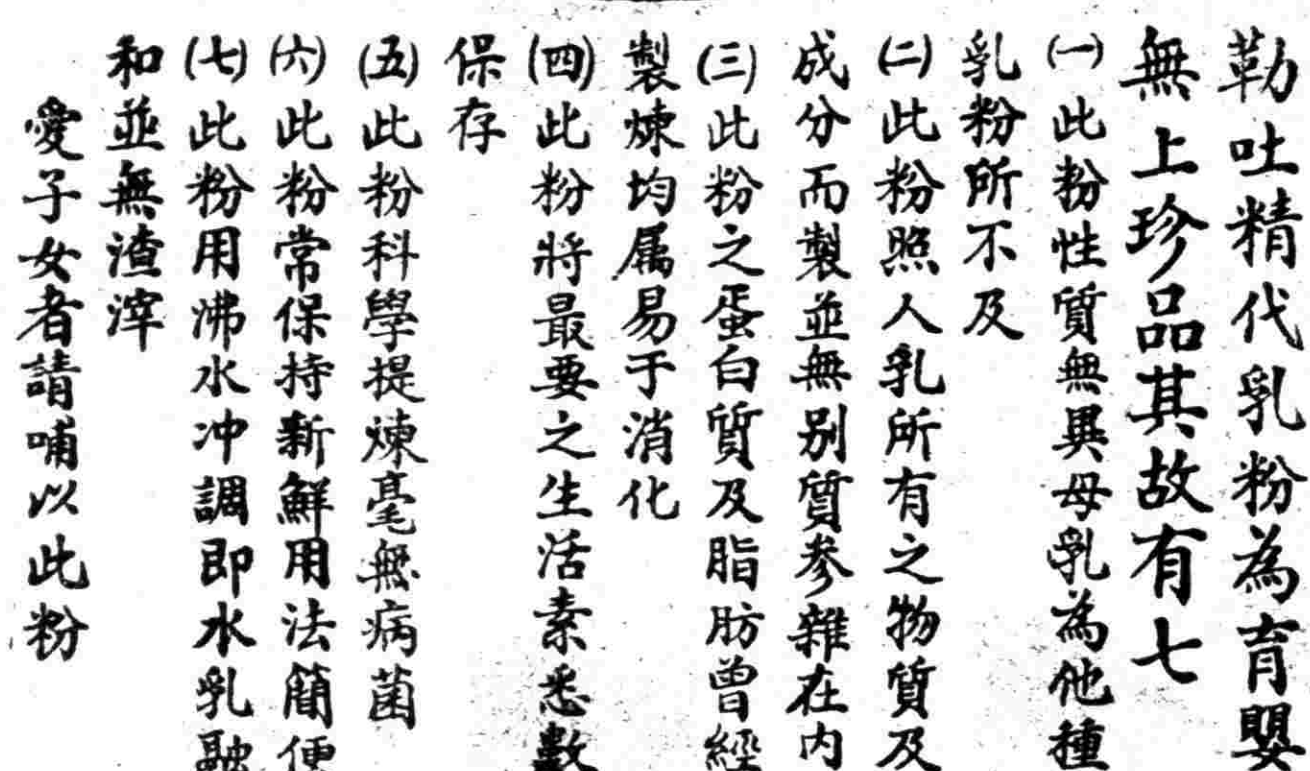 勒吐精代乳粉為育嬰
無上珍品其故有七
(一)此粉性質無異母乳為他種
乳粉所不及
(二)此粉照人乳所有之物質及
成分而製並無別質參雜在内
(三)此粉之蛋白質及脂肪曾經
製煉均属易于消化
(四)此粉將最要之生活素悉數
保存
(五)此粉科學提煉毫無病菌
(六)此粉常保持新鮮用法簡便
(七)此粉用沸水冲調即水乳融
和並無渣滓
愛子女者請哺以此粉